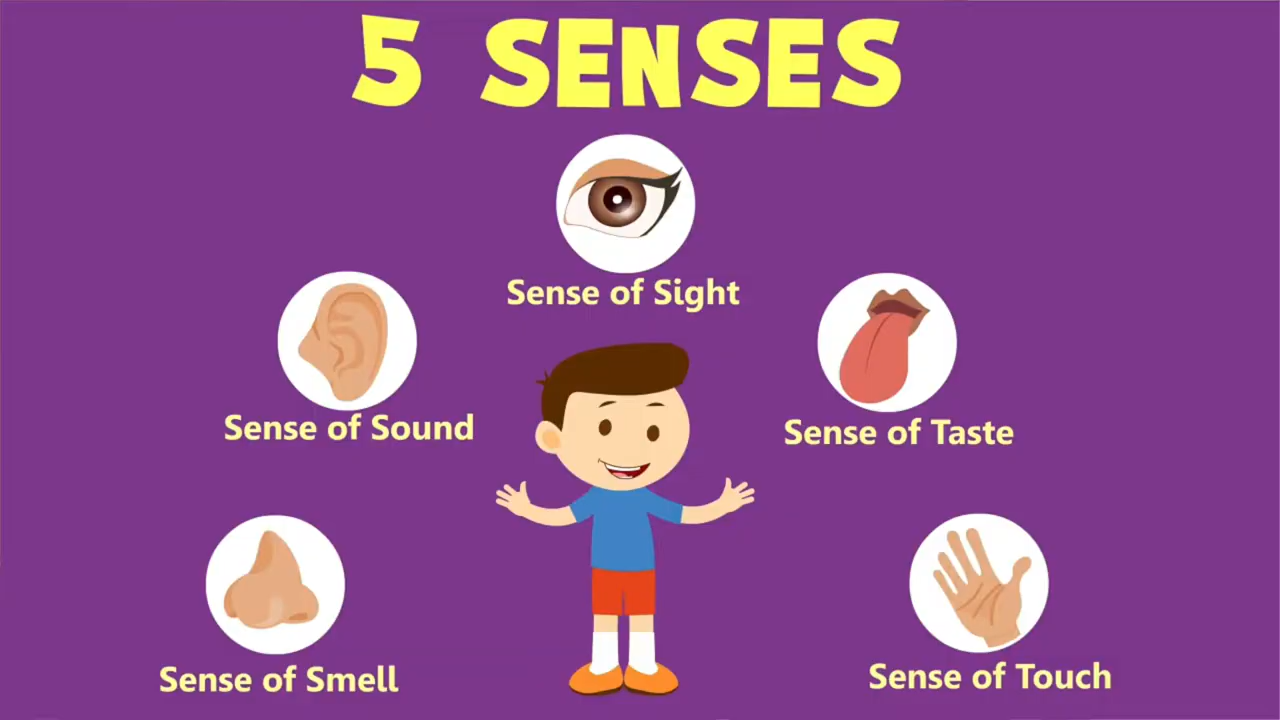 5 SENSES
Sense of Sight
Sense of Sound
Sense of Taste
Sense of Smell
Sense of Touch